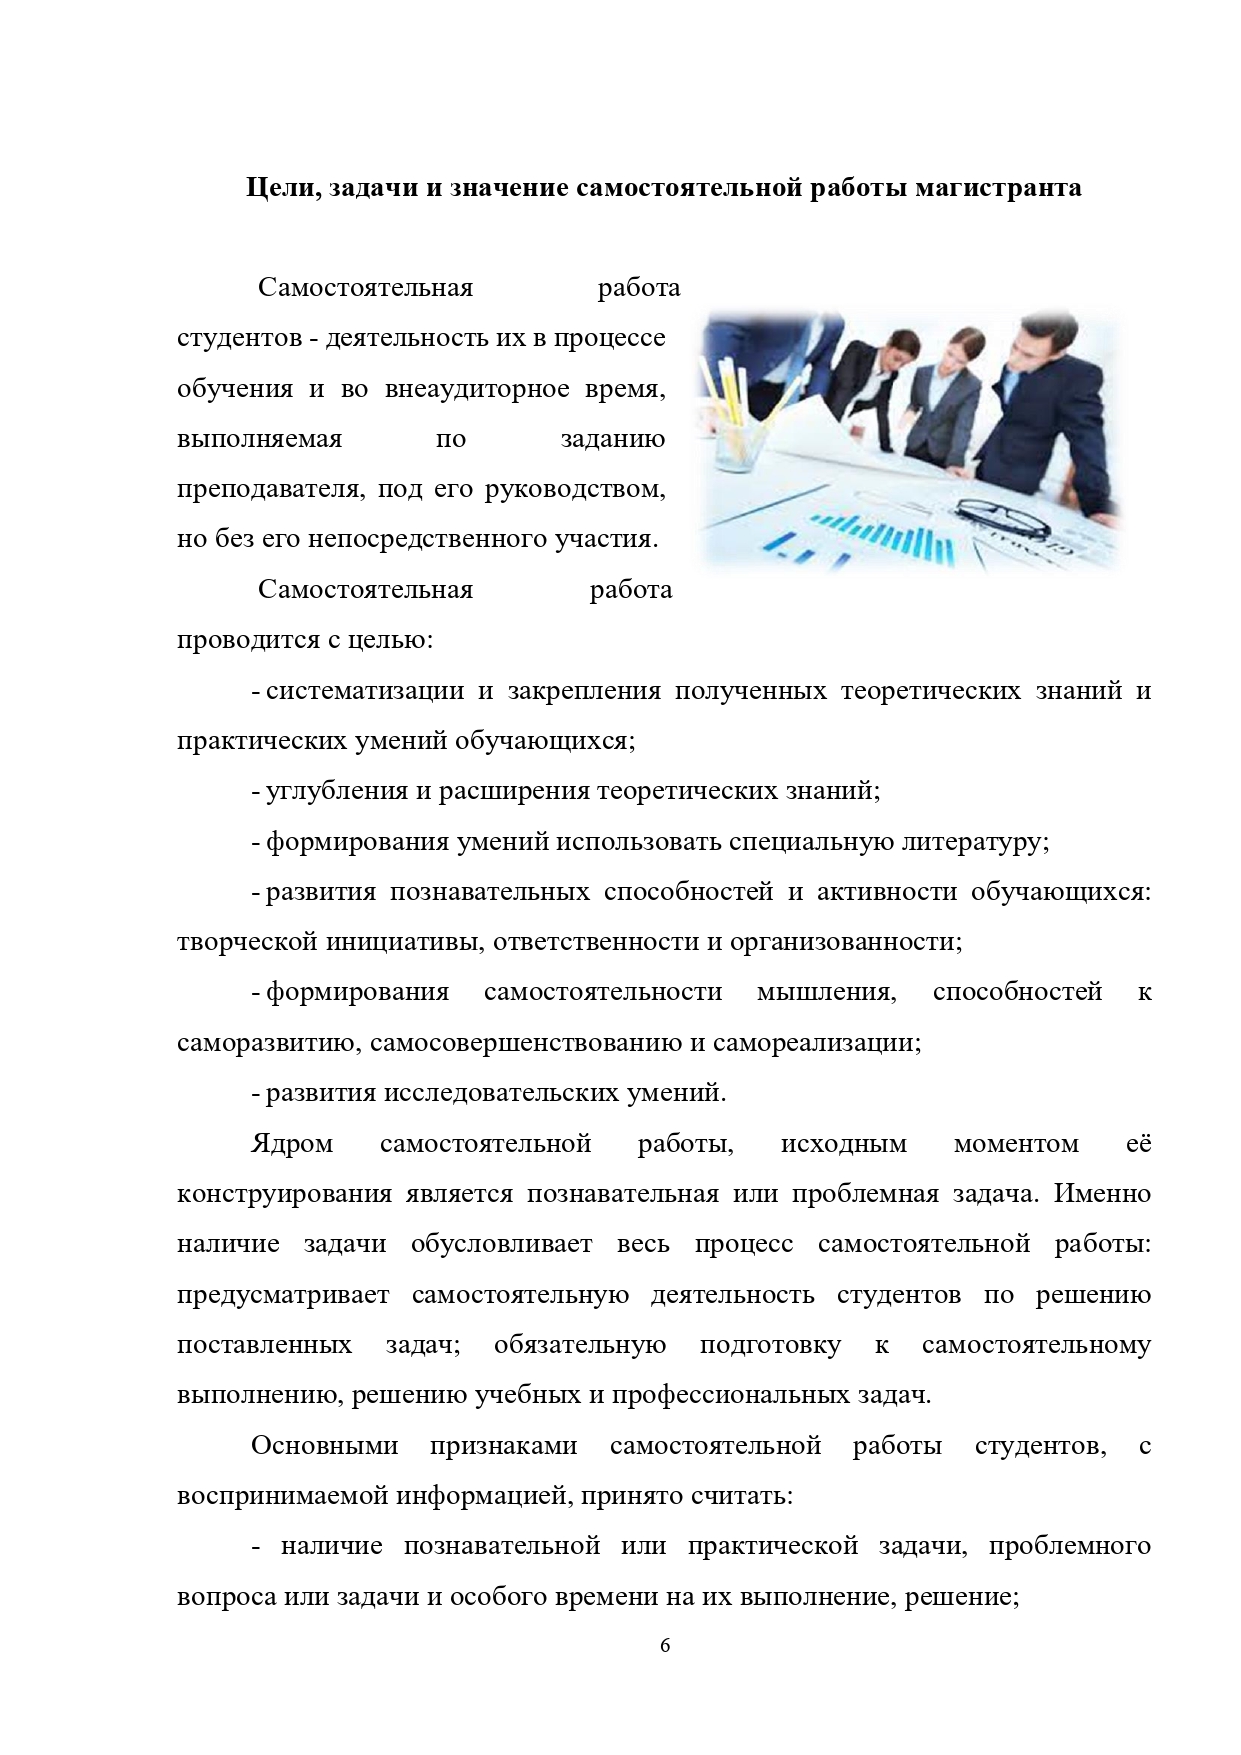 Цели, задачи и значение самостоятельной работы магистранта
Самостоятельная работа
студентов - деятельность их в процессе
обучения и во внеаудиторное время,
выполняемая по заданию
преподавателя, под его руководством,
но без его непосредственного участия.
Самостоятельная работа
проводится с целью:
- систематизации и закрепления полученных теоретических знаний и
практических умений обучающихся;
- углубления и расширения теоретических знаний;
- формирования умений использовать специальную литературу;
- развития познавательных способностей и активности обучающихся:
творческой инициативы, ответственности и организованности;
- формирования самостоятельности мышления, способностей к
саморазвитию, самосовершенствованию и самореализации;
- развития исследовательских умений.
Ядром самостоятельной работы, исходным моментом её
конструирования является познавательная или проблемная задача. Именно
наличие задачи обусловливает весь процесс самостоятельной работы:
предусматривает самостоятельную деятельность студентов по решению
поставленных задач; обязательную подготовку к самостоятельному
выполнению, решению учебных и профессиональных задач.
Основными признаками самостоятельной работы студентов, с
воспринимаемой информацией, принято считать:
- наличие познавательной или практической задачи, проблемного
вопроса или задачи и особого времени на их выполнение, решение;
6